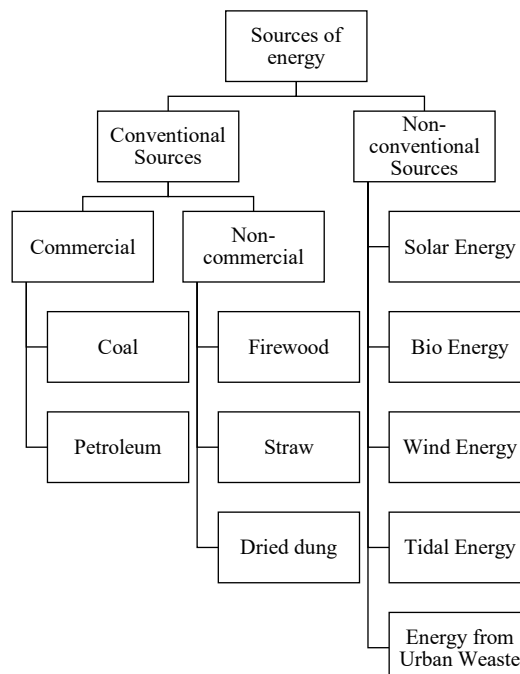 Sources of
energy
Conventional
Sources
Non-
conventional
Sources
Commercial
Non-
commercial
Solar Energy
Coal
Firewood
Bio Energy
Petroleum
Straw
Wind Energy
Dried dung
Tidal Energy
Energy from
Urban Weaste